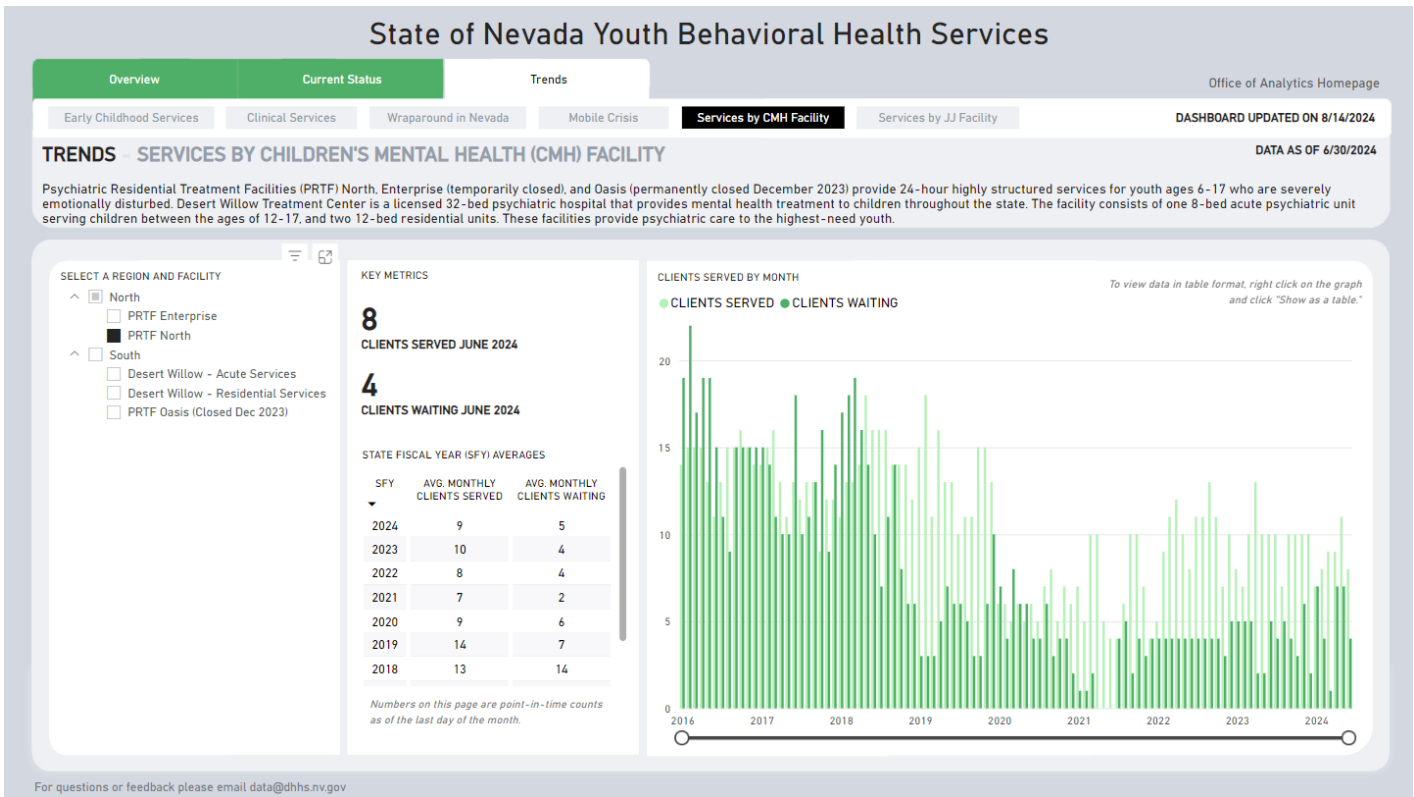 State of Nevada Youth Behavioral Health Services
Overview
Current Status
Trends
Office of Analytics Homepage
Early Childhood Services
Clinical Services
Wraparound in Nevada
Mobile Crisis
Services by CMH Facility
Services by JJ Facility
DASHBOARD UPDATED ON 8/14/2024
TRENDS - SERVICES BY CHILDREN'S MENTAL HEALTH (CMH) FACILITY
DATA AS OF 6/30/2024
Psychiatric Residential Treatment Facilities (PRTF) North, Enterprise (temporarily closed), and Oasis (permanently closed December 2023) provide 24-hour highly structured services for youth ages 6-17 who are severely
emotionally disturbed. Desert Willow Treatment Center is a licensed 32-bed psychiatric hospital that provides mental health treatment to children throughout the state. The facility consists of one 8-bed acute psychiatric unit
serving children between the ages of 12-17, and two 12-bed residential units. These facilities provide psychiatric care to the highest-need youth.
SELECT A REGION AND FACILITY
North
PRTF Enterprise
PRTF North
South
Desert Willow - Acute Services
Desert Willow - Residential Services
PRTF Oasis (Closed Dec 2023)
KEY METRICS
8
CLIENTS SERVED JUNE 2024
4
CLIENTS WAITING JUNE 2024
STATE FISCAL YEAR (SFY) AVERAGES
SFY AVG. MONTHLY AVG. MONTHLY
CLIENTS SERVED CLIENTS WAITING
2024 9 5
2023 10 4
2022 8 4
2021 7 2
2020 9 6
2019 14 7
2018 13 14
Numbers on this page are point-in-time counts
as of the last day of the month.
CLIENTS SERVED BY MONTH
To view data in table format, right click on the graph
and click "Show as a table."
CLIENTS SERVED CLIENTS WAITING
20
15
10
5
0
2016 2017 2018 2019 2020 2021 2022 2023 2024
For questions or feedback please email data@dhhs.nv.gov